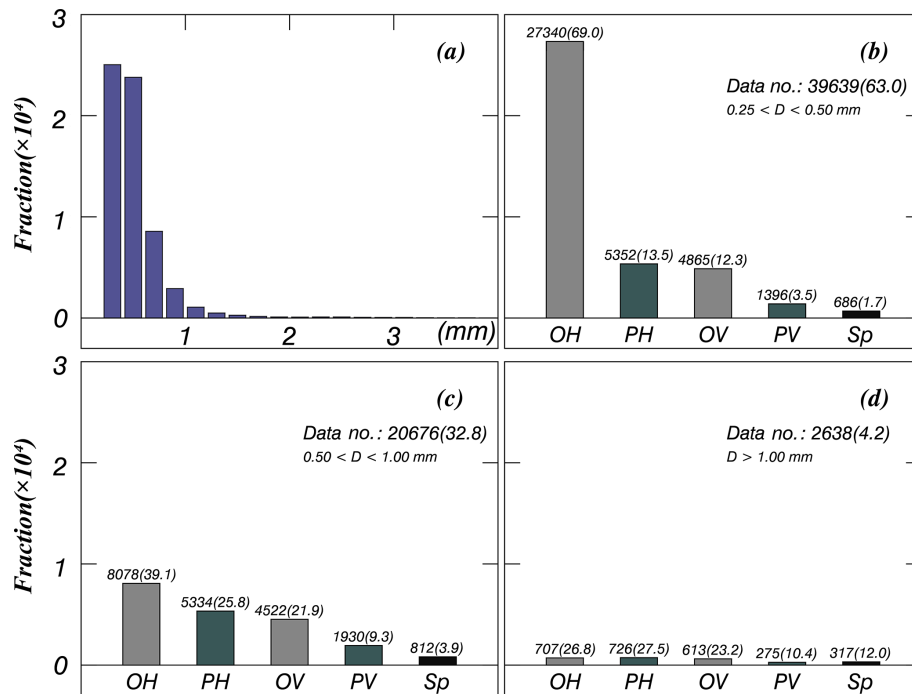 3
2
1
0
Fraction(×10⁴)
(a)
1 2 3 (mm)
27340(69.0)
(b)
Data no.: 39639(63.0)
0.25 < D < 0.50 mm
5352(13.5)
4865(12.3)
1396(3.5)
686(1.7)
OH PH OV PV Sp
3
2
1
0
Fraction(×10⁴)
(c)
Data no.: 20676(32.8)
0.50 < D < 1.00 mm
8078(39.1)
5334(25.8)
4522(21.9)
1930(9.3)
812(3.9)
OH PH OV PV Sp
(d)
Data no.: 2638(4.2)
D > 1.00 mm
707(26.8) 726(27.5) 613(23.2) 275(10.4) 317(12.0)
OH PH OV PV Sp